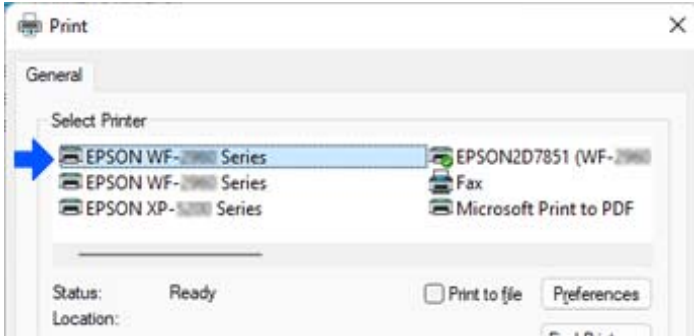 Print
General
Select Printer
EPSON WF- Series
EPSON2D7851 (WF-
EPSON WF- Series
Fax
EPSON XP- Series
Microsoft Print to PDF
Status: Ready
Print to file
Preferences
Location: